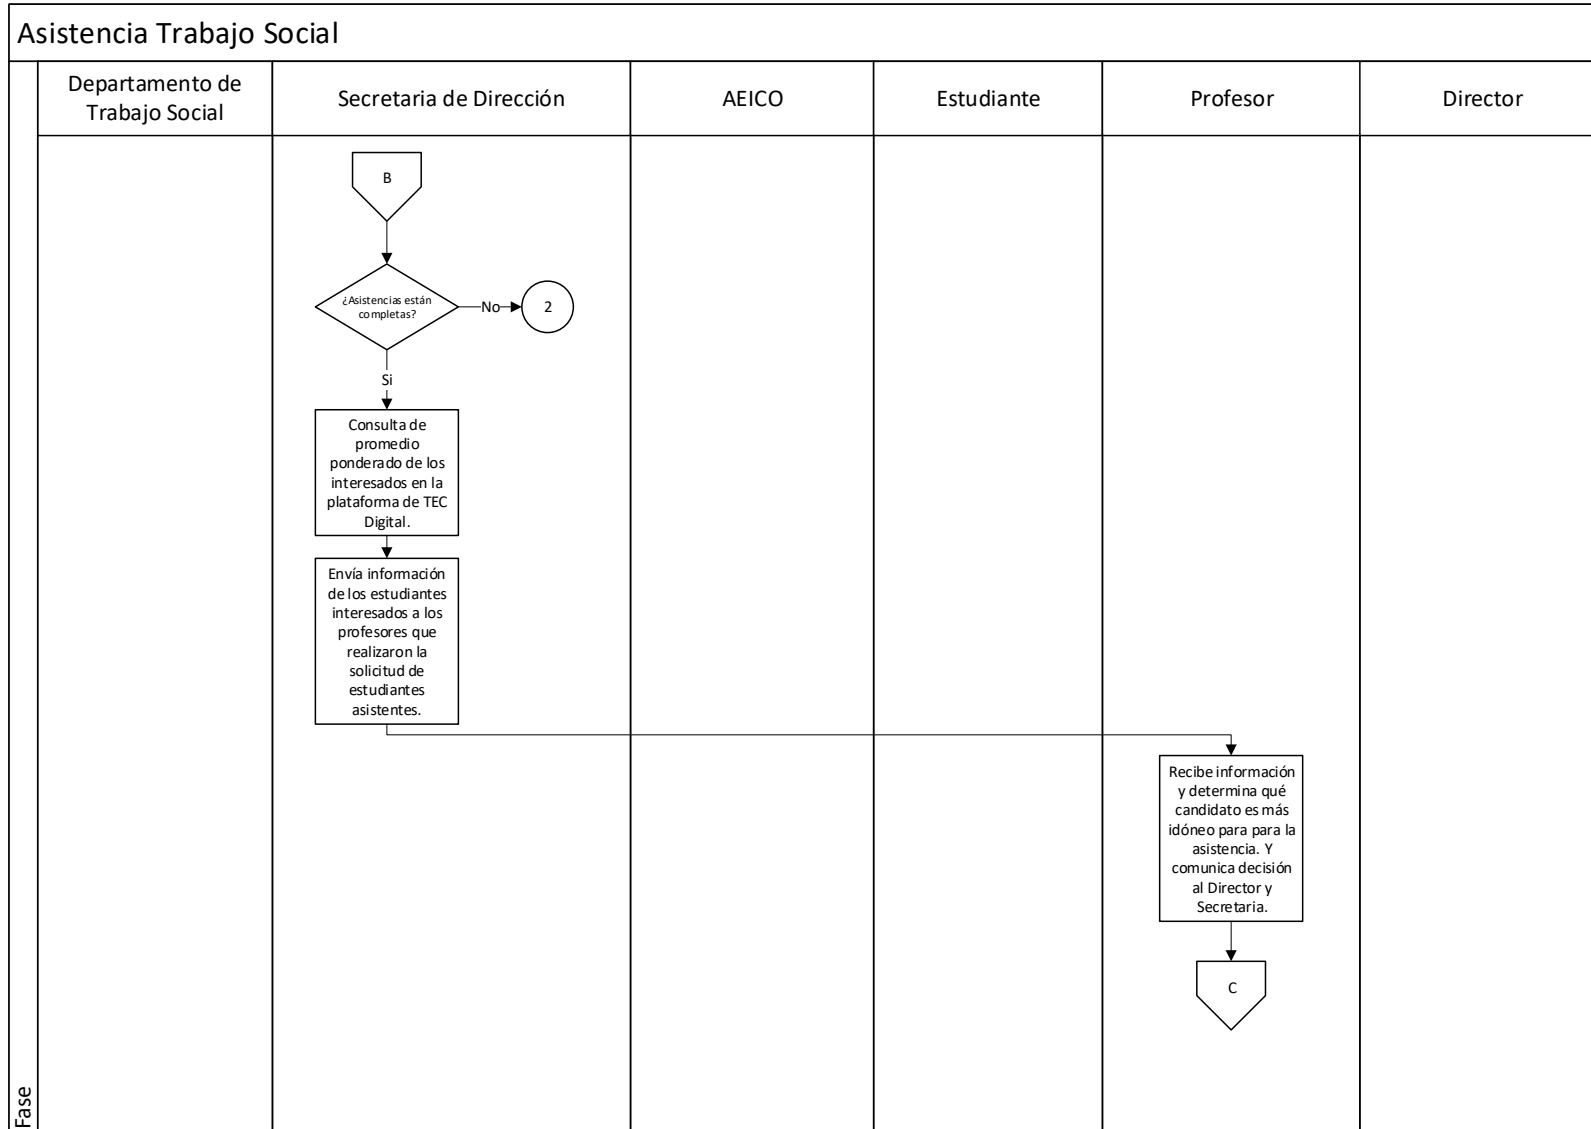 Asistencia Trabajo Social
Departamento de
Trabajo Social
Secretaria de Dirección
AEICO
Estudiante
Profesor
Director
B
¿Asistencias están
completas?
No
2
Si
Consulta de
promedio
ponderado de los
interesados en la
plataforma de TEC
Digital.
Envía información
de los estudiantes
interesados a los
profesores que
realizaron la
solicitud de
estudiantes
asistentes.
Recibe información
y determina qué
candidato es más
idóneo para para la
asistencia. Y
comunica decisión
al Director y
Secretaria.
C
Fase